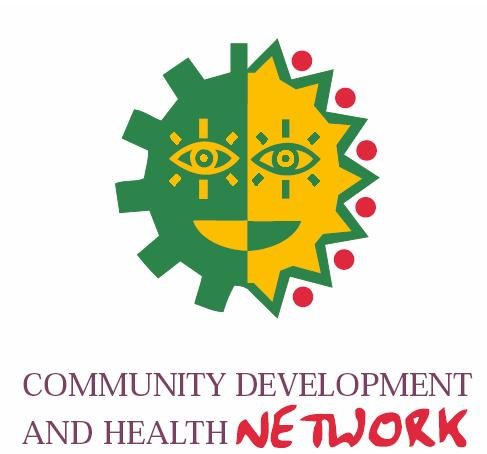 COMMUNITY DEVELOPMENT
AND HEALTH NETWORK